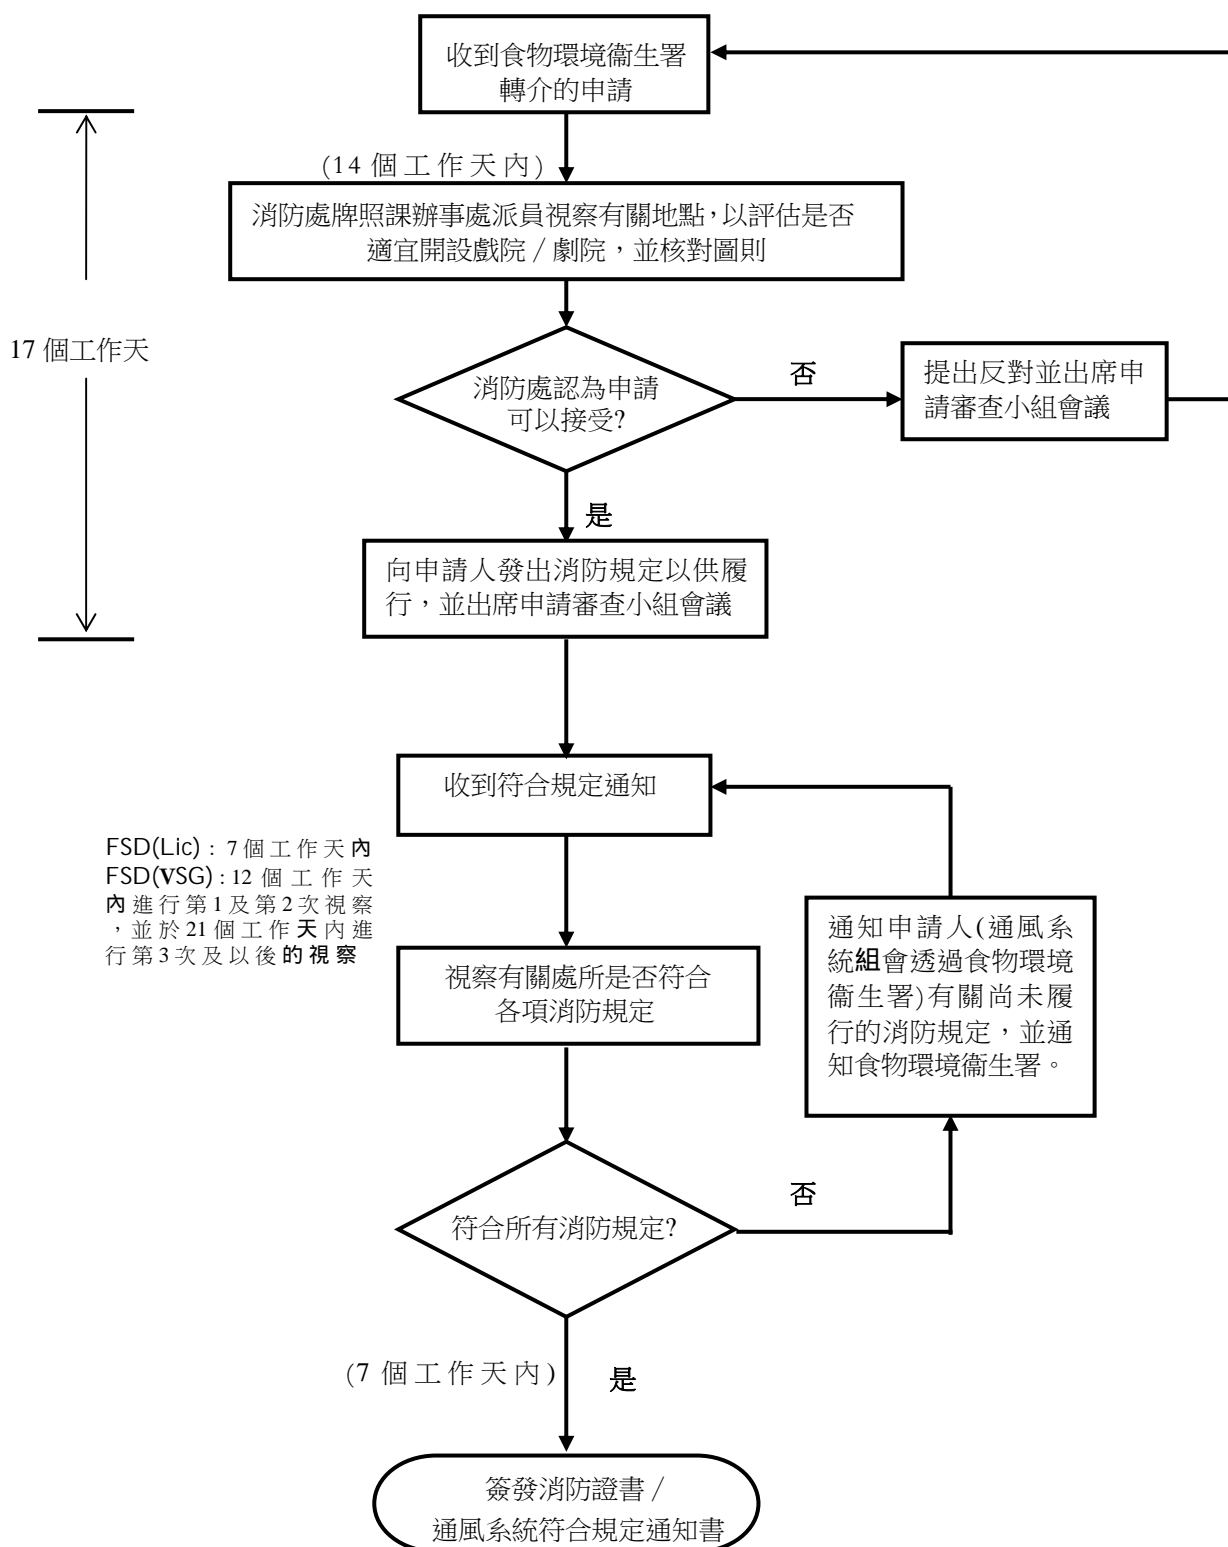 收到食物環境衞生署
轉介的申請
(14 個工作天內)
消防處牌照課辦事處派員視察有關地點,以評估是否
適宜開設戲院/劇院,並核對圖則
17 個工作天
消防處認為申請
可以接受?
否
提出反對並出席申
請審查小組會議
是
向申請人發出消防規定以供履
行,並出席申請審查小組會議
收到符合規定通知
FSD(Lic) : 7 個工作天內
FSD(VSG) : 12 個工作天
內進行第 1 及第 2 次視察
,並於 21 個工作天內進
行第 3 次及以後的視察
視察有關處所是否符合
各項消防規定
通知申請人(通風系
統組會透過食物環境
衞生署)有關尚未履
行的消防規定,並通
知食物環境衞生署。
符合所有消防規定?
否
(7 個工作天內)
是
簽發消防證書/
通風系統符合規定通知書